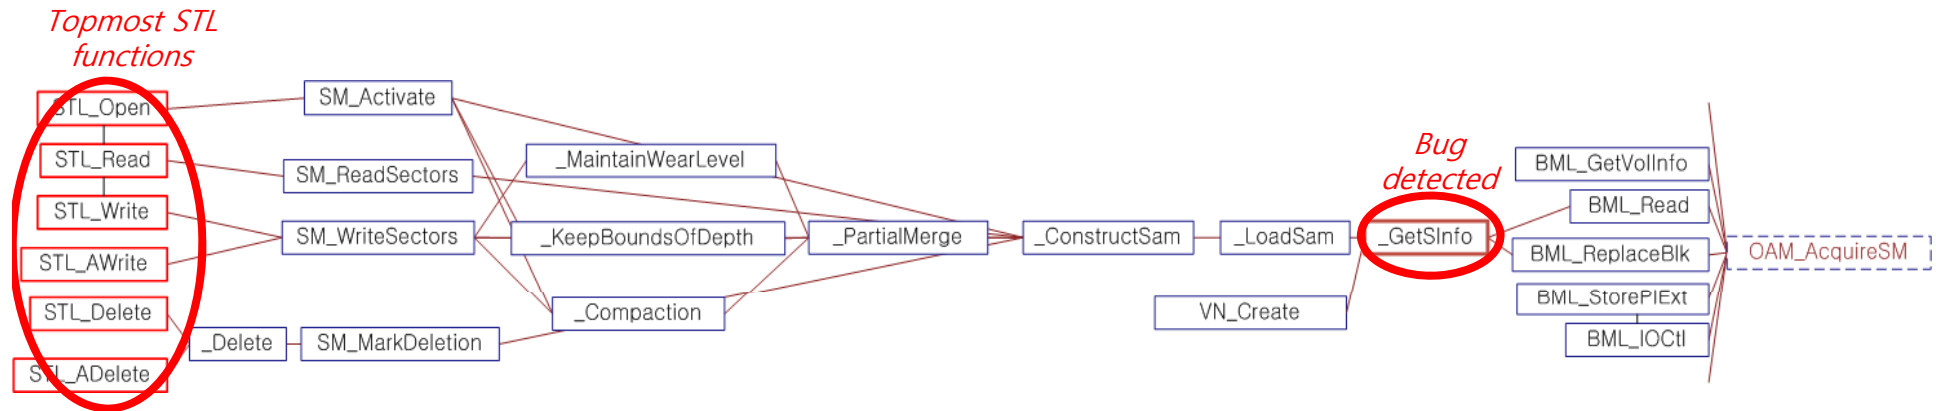 Topmost STL
functions
STL_Open
STL_Read
STL_Write
STL_AWrite
STL_Delete
STL_ADelete
SM_Activate
SM_ReadSectors
SM_WriteSectors
_Delete
SM_MarkDeletion
_MaintainWearLevel
_KeepBoundsOfDepth
_Compaction
_PartialMerge
_ConstructSam
_LoadSam
VN_Create
Bug
detected
_GetSInfo
BML_GetVolInfo
BML_Read
BML_ReplaceBlk
BML_StorePIExt
BML_IOCtl
OAM_AcquireSM